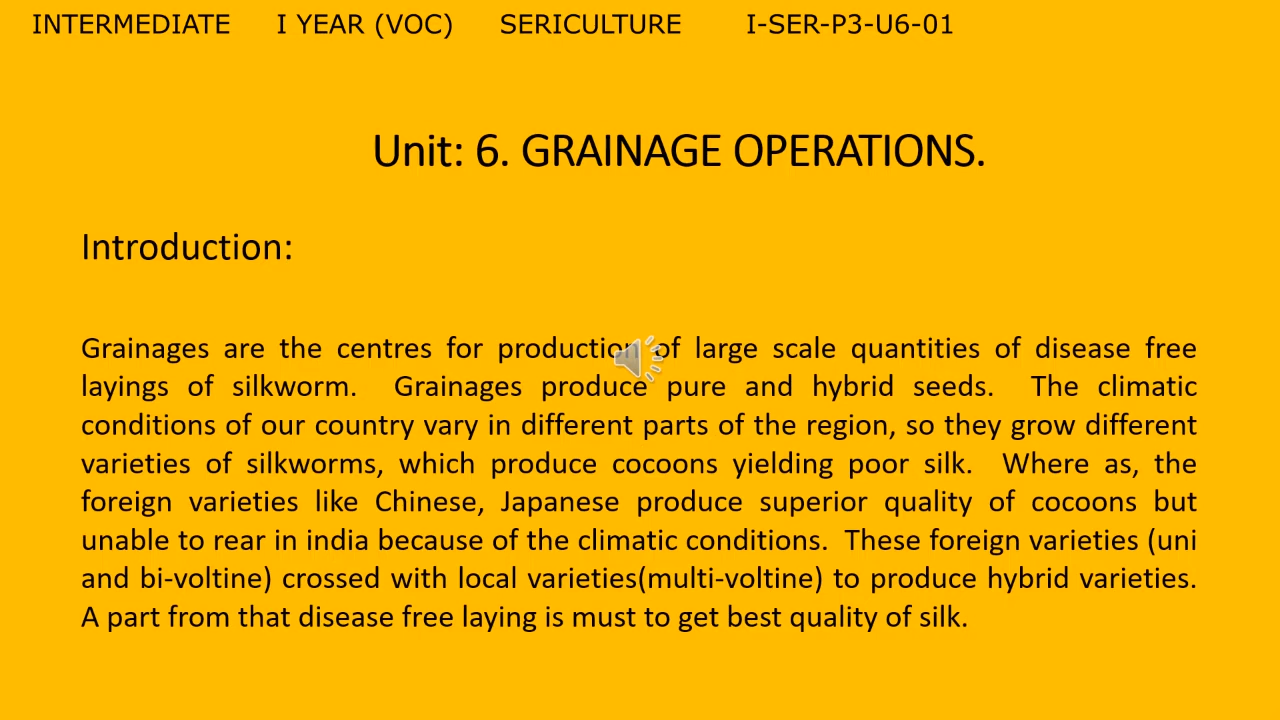 INTERMEDIATE I YEAR (VOC) SERICULTURE I-SER-P3-U6-01
Unit: 6. GRAINAGE OPERATIONS.
Introduction:
Grainages are the centres for production of large scale quantities of disease free
layings of silkworm. Grainages produce pure and hybrid seeds. The climatic
conditions of our country vary in different parts of the region, so they grow different
varieties of silkworms, which produce cocoons yielding poor silk. Where as, the
foreign varieties like Chinese, Japanese produce superior quality of cocoons but
unable to rear in india because of the climatic conditions. These foreign varieties (uni
and bi-voltine) crossed with local varieties(multi-voltine) to produce hybrid varieties.
A part from that disease free laying is must to get best quality of silk.